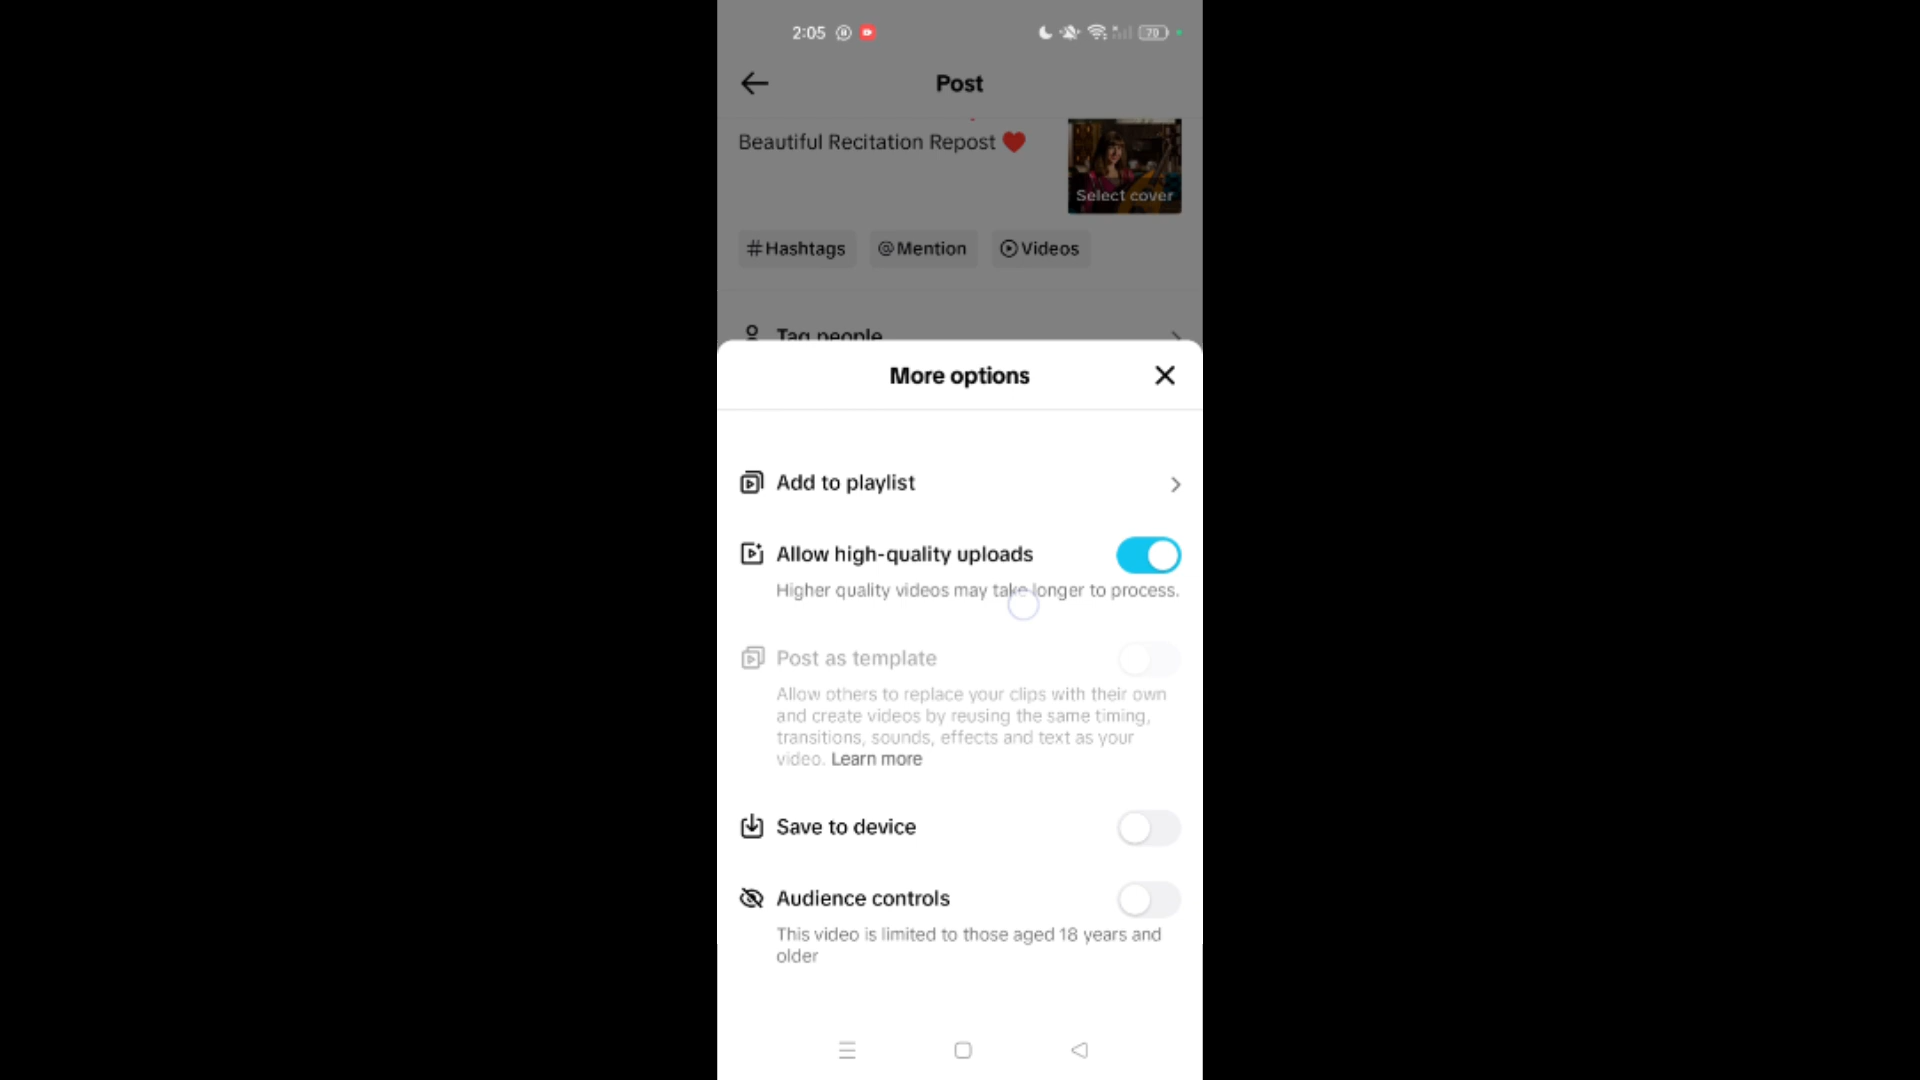 2:05
70
Post
Beautiful Recitation Repost ❤️
Select cover
#Hashtags
@Mention
Videos
Tag people
More options
Add to playlist
Allow high-quality uploads
Higher quality videos may take longer to process.
Post as template
Allow others to replace your clips with their own
and create videos by reusing the same timing,
transitions, sounds, effects and text as your
video. Learn more
Save to device
Audience controls
This video is limited to those aged 18 years and
older